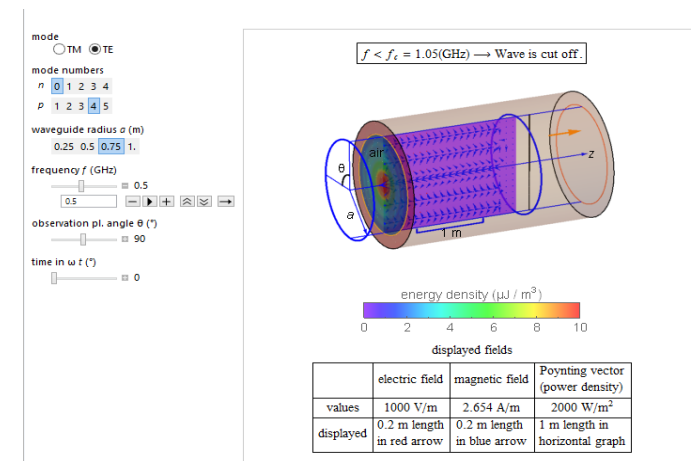 mode
TM TE
mode numbers
n 0 1 2 3 4
p 1 2 3 4 5
waveguide radius a (m)
0.25 0.5 0.75 1.
frequency f (GHz)
0.5
0.5
observation pl. angle θ (°)
90
time in ω t (°)
0
f < fc = 1.05(GHz) ⟶ Wave is cut off.
air
θ
z
a
1 m
energy density (μJ / m³)
0 2 4 6 8 10
displayed fields
electric field magnetic field Poynting vector (power density)
values 1000 V/m 2.654 A/m 2000 W/m²
displayed 0.2 m length in red arrow 0.2 m length in blue arrow 1 m length in horizontal graph